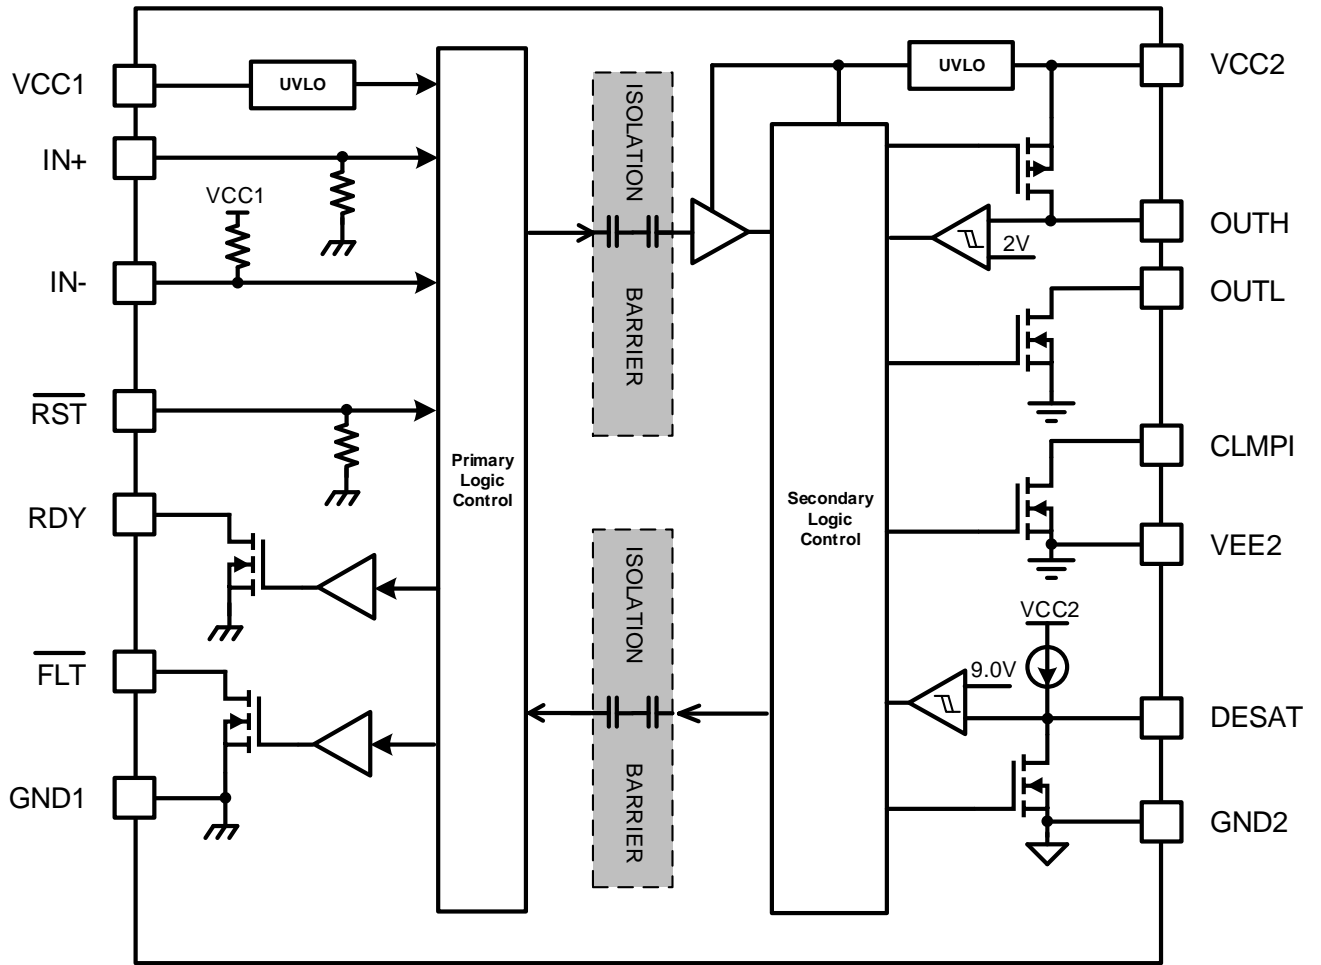 VCC1
UVLO
IN+
VCC1
IN-
RST
RDY
FLT
GND1
Primary
Logic
Control
ISOLATION
BARRIER
ISOLATION
BARRIER
Secondary
Logic
Control
UVLO
VCC2
2V
OUTH
OUTL
CLMPI
VEE2
VCC2
9.0V
DESAT
GND2